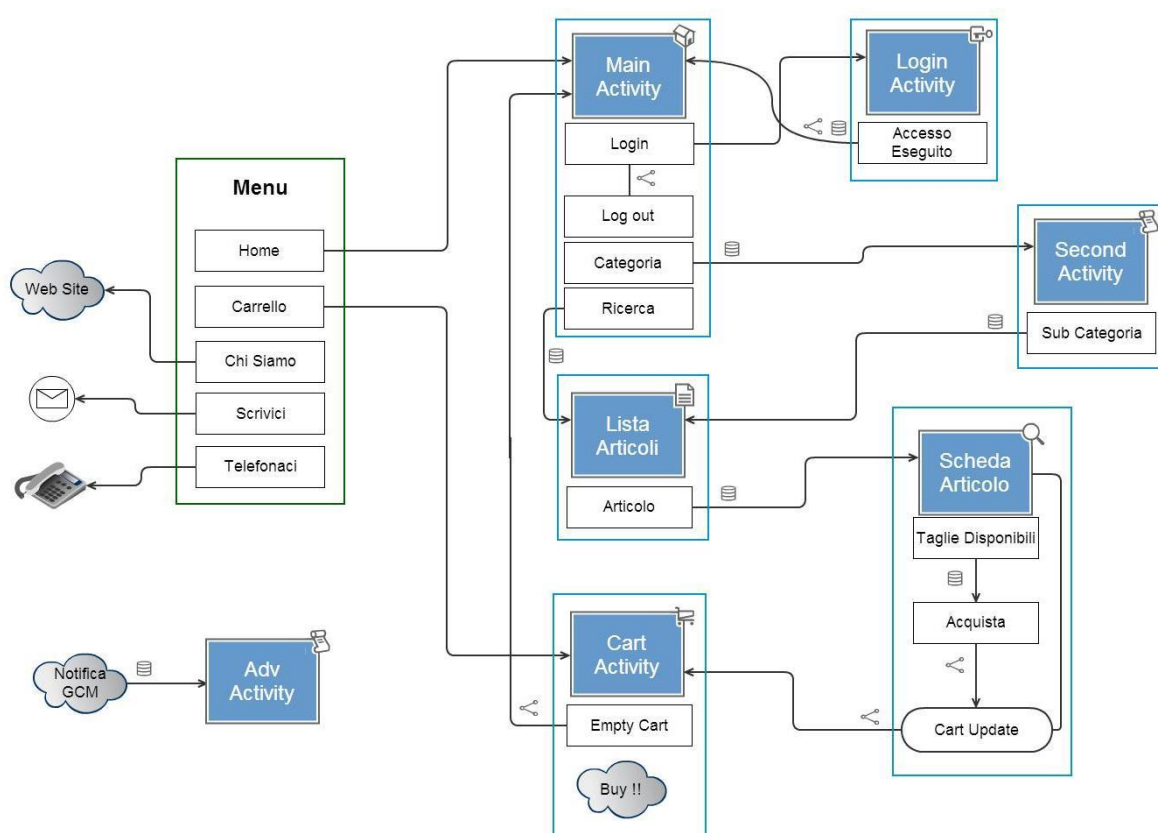 Menu
Home
Carrello
Chi Siamo
Scrivici
Telefonaci
Web Site
Notifica
GCM
Adv
Activity
Main
Activity
Login
Log out
Categoria
Ricerca
Login
Activity
Accesso
Eseguito
Second
Activity
Sub Categoria
Lista
Articoli
Articolo
Scheda
Articolo
Taglie Disponibili
Acquista
Cart Update
Cart
Activity
Empty Cart
Buy !!